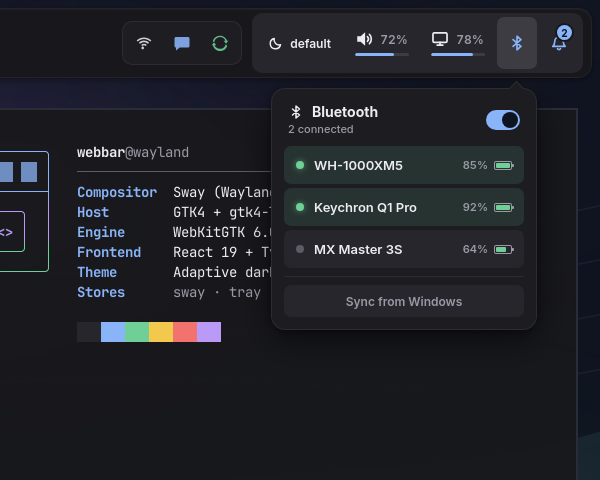 default
72%
78%
2
Bluetooth
2 connected
WH-1000XM5 85%
Keychron Q1 Pro 92%
MX Master 3S 64%
Sync from Windows
<>
webbar@wayland
Compositor Sway (Wayland
Host GTK4 + gtk4-
Engine WebKitGTK 6.
Frontend React 19 +
Theme Adaptive
Stores sway · tray